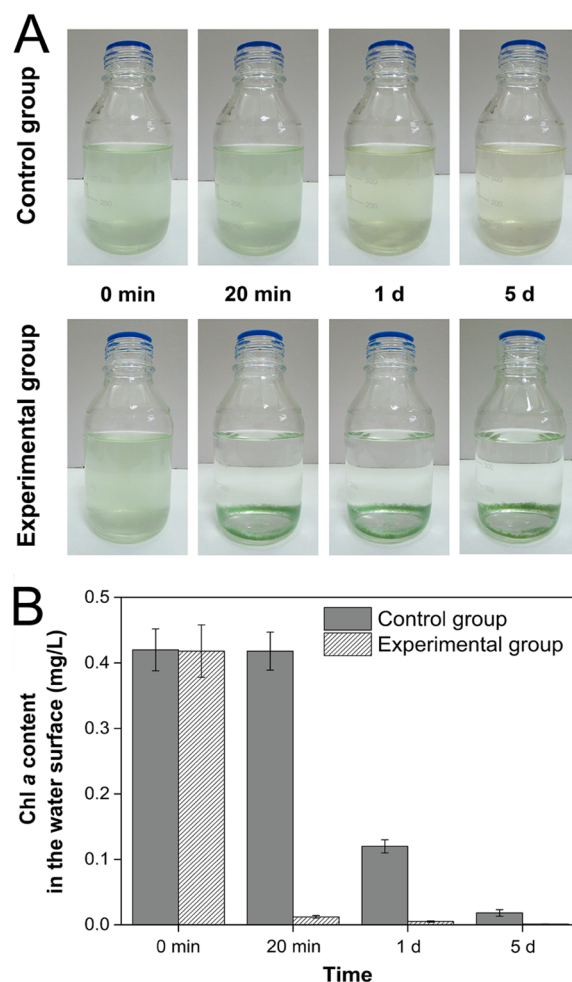 A
Control group
0 min 20 min 1 d 5 d
Experimental group
B
Chl a content
in the water surface (mg/L)
0.5
0.4
0.3
0.2
0.1
0.0
Control group
Experimental group
0 min 20 min 1 d 5 d
Time